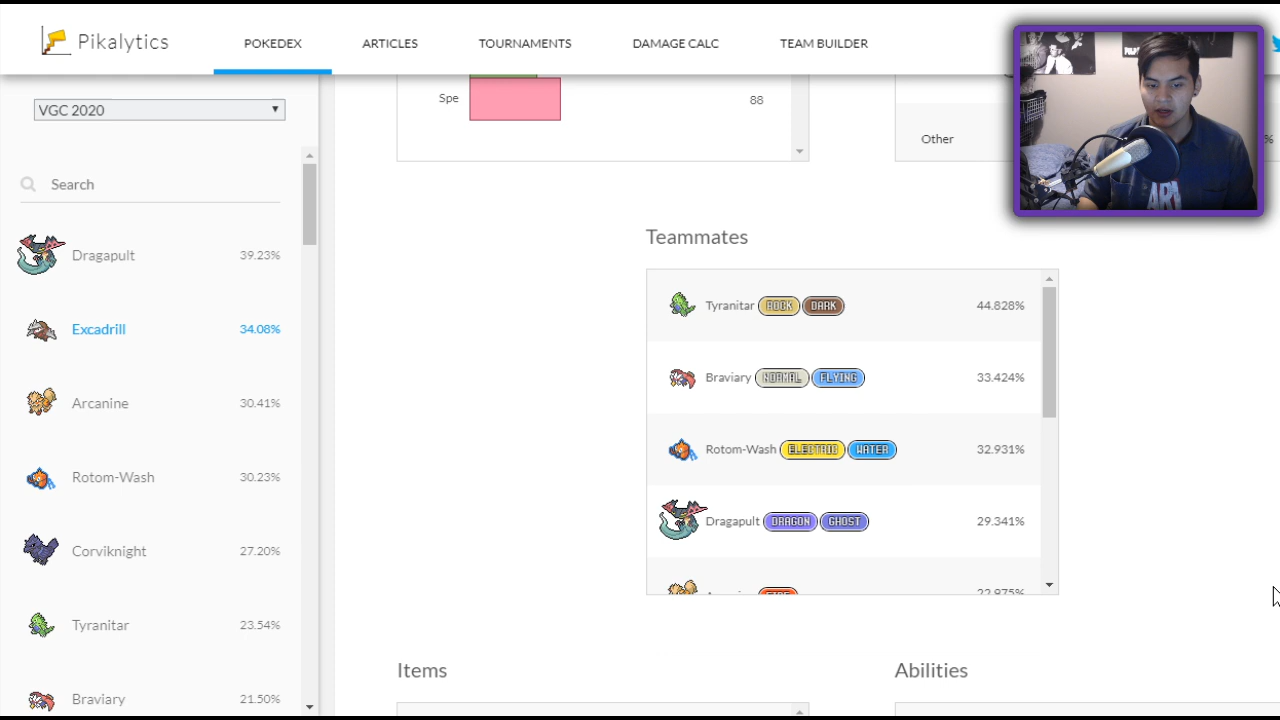 Pikalytics
POKEDEX
ARTICLES
TOURNAMENTS
DAMAGE CALC
TEAM BUILDER
VGC 2020
Search
Dragapult 39.23%
Excadrill 34.08%
Arcanine 30.41%
Rotom-Wash 30.23%
Corviknight 27.20%
Tyranitar 23.54%
Braviary 21.50%
Spe 88
Other
%
Teammates
Tyranitar ROCK DARK 44.828%
Braviary NORMAL FLYING 33.424%
Rotom-Wash ELECTRIC WATER 32.931%
Dragapult DRAGON GHOST 29.341%
22.975%
Items
Abilities